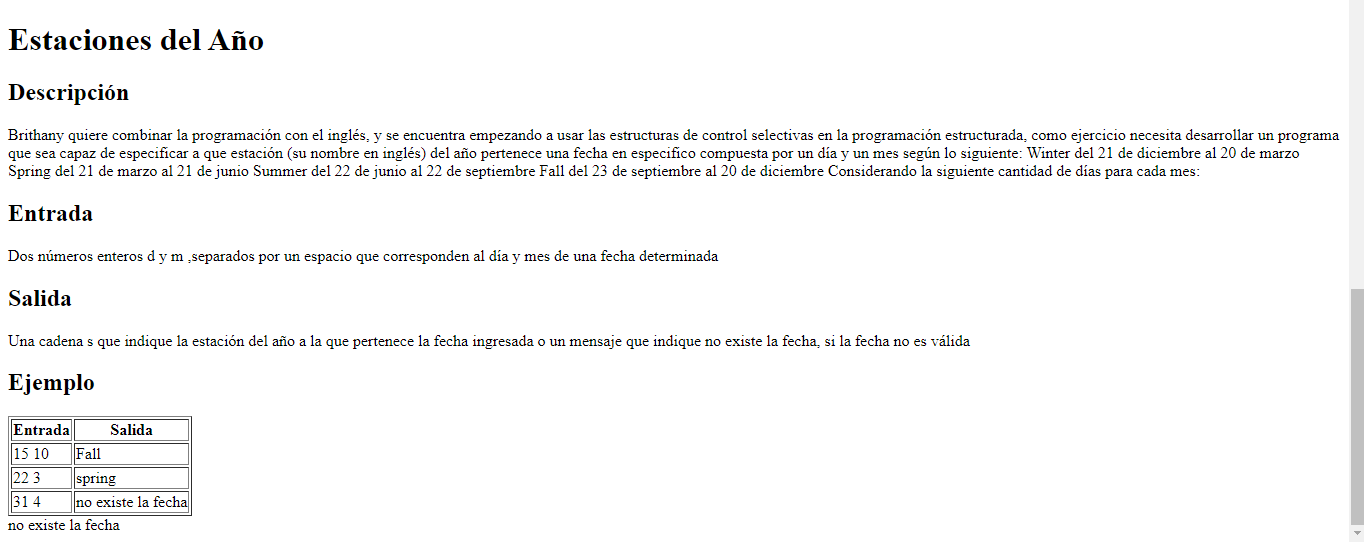 Estaciones del Año
Descripción
Brithany quiere combinar la programación con el inglés, y se encuentra empezando a usar las estructuras de control selectivas en la programación estructurada, como ejercicio necesita desarrollar un programa
que sea capaz de especificar a que estación (su nombre en inglés) del año pertenece una fecha en especifico compuesta por un día y un mes según lo siguiente: Winter del 21 de diciembre al 20 de marzo
Spring del 21 de marzo al 21 de junio Summer del 22 de junio al 22 de septiembre Fall del 23 de septiembre al 20 de diciembre Considerando la siguiente cantidad de días para cada mes:
Entrada
Dos números enteros d y m ,separados por un espacio que corresponden al día y mes de una fecha determinada
Salida
Una cadena s que indique la estación del año a la que pertenece la fecha ingresada o un mensaje que indique no existe la fecha, si la fecha no es válida
Ejemplo
Entrada Salida
15 10 Fall
22 3 spring
31 4 no existe la fecha
no existe la fecha